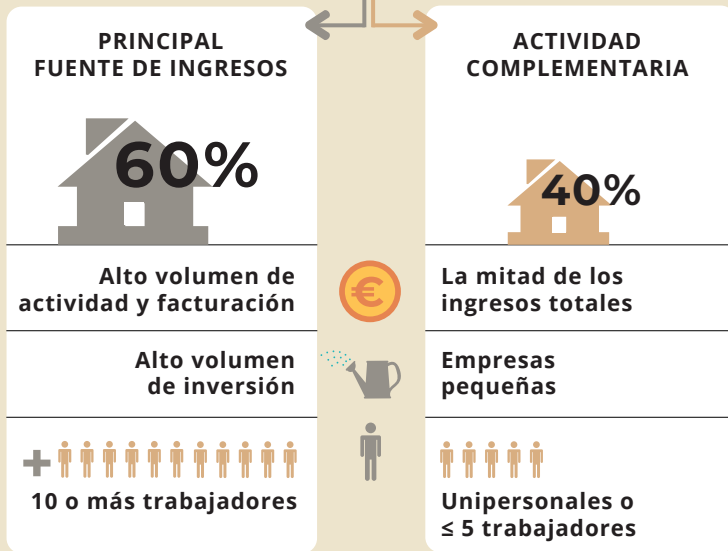 PRINCIPAL
FUENTE DE INGRESOS
60%
Alto volumen de
actividad y facturación
Alto volumen
de inversión
+
10 o más trabajadores
€
ACTIVIDAD
COMPLEMENTARIA
40%
La mitad de los
ingresos totales
Empresas
pequeñas
Unipersonales o
≤ 5 trabajadores